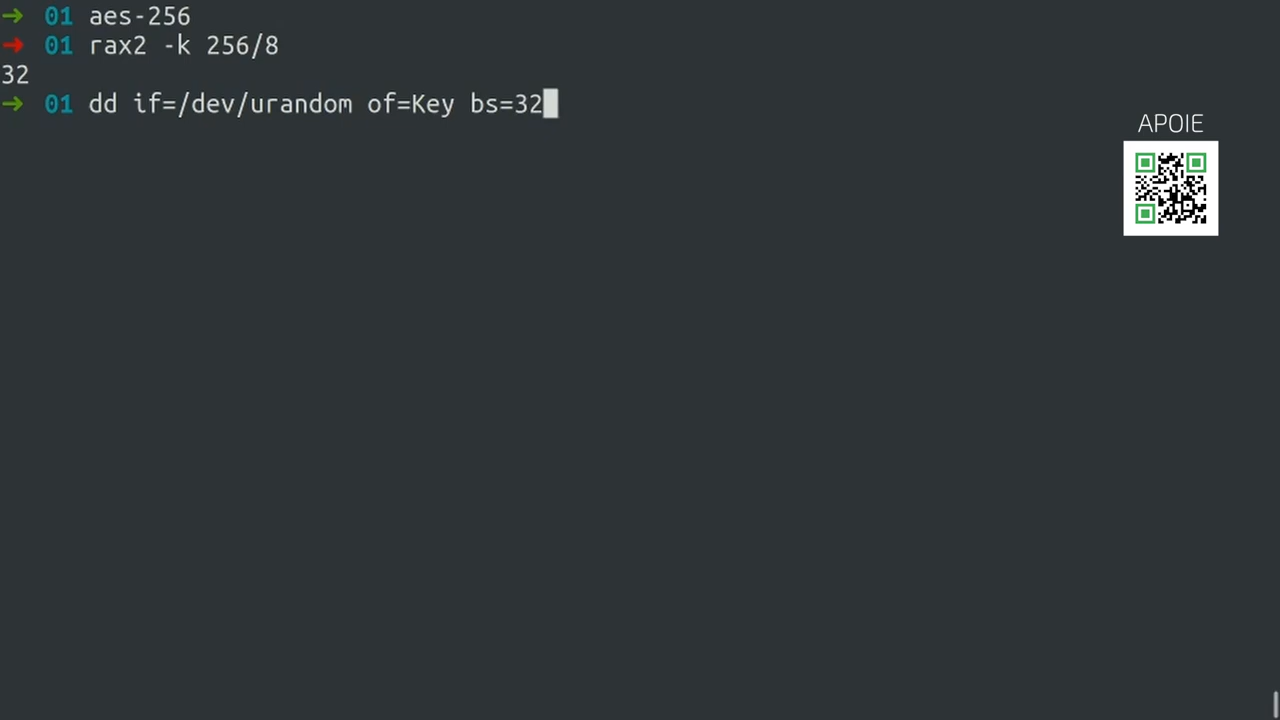 ➜ 01 aes-256
➜ 01 rax2 -k 256/8
32
➜ 01 dd if=/dev/urandom of=Key bs=32
APOIE